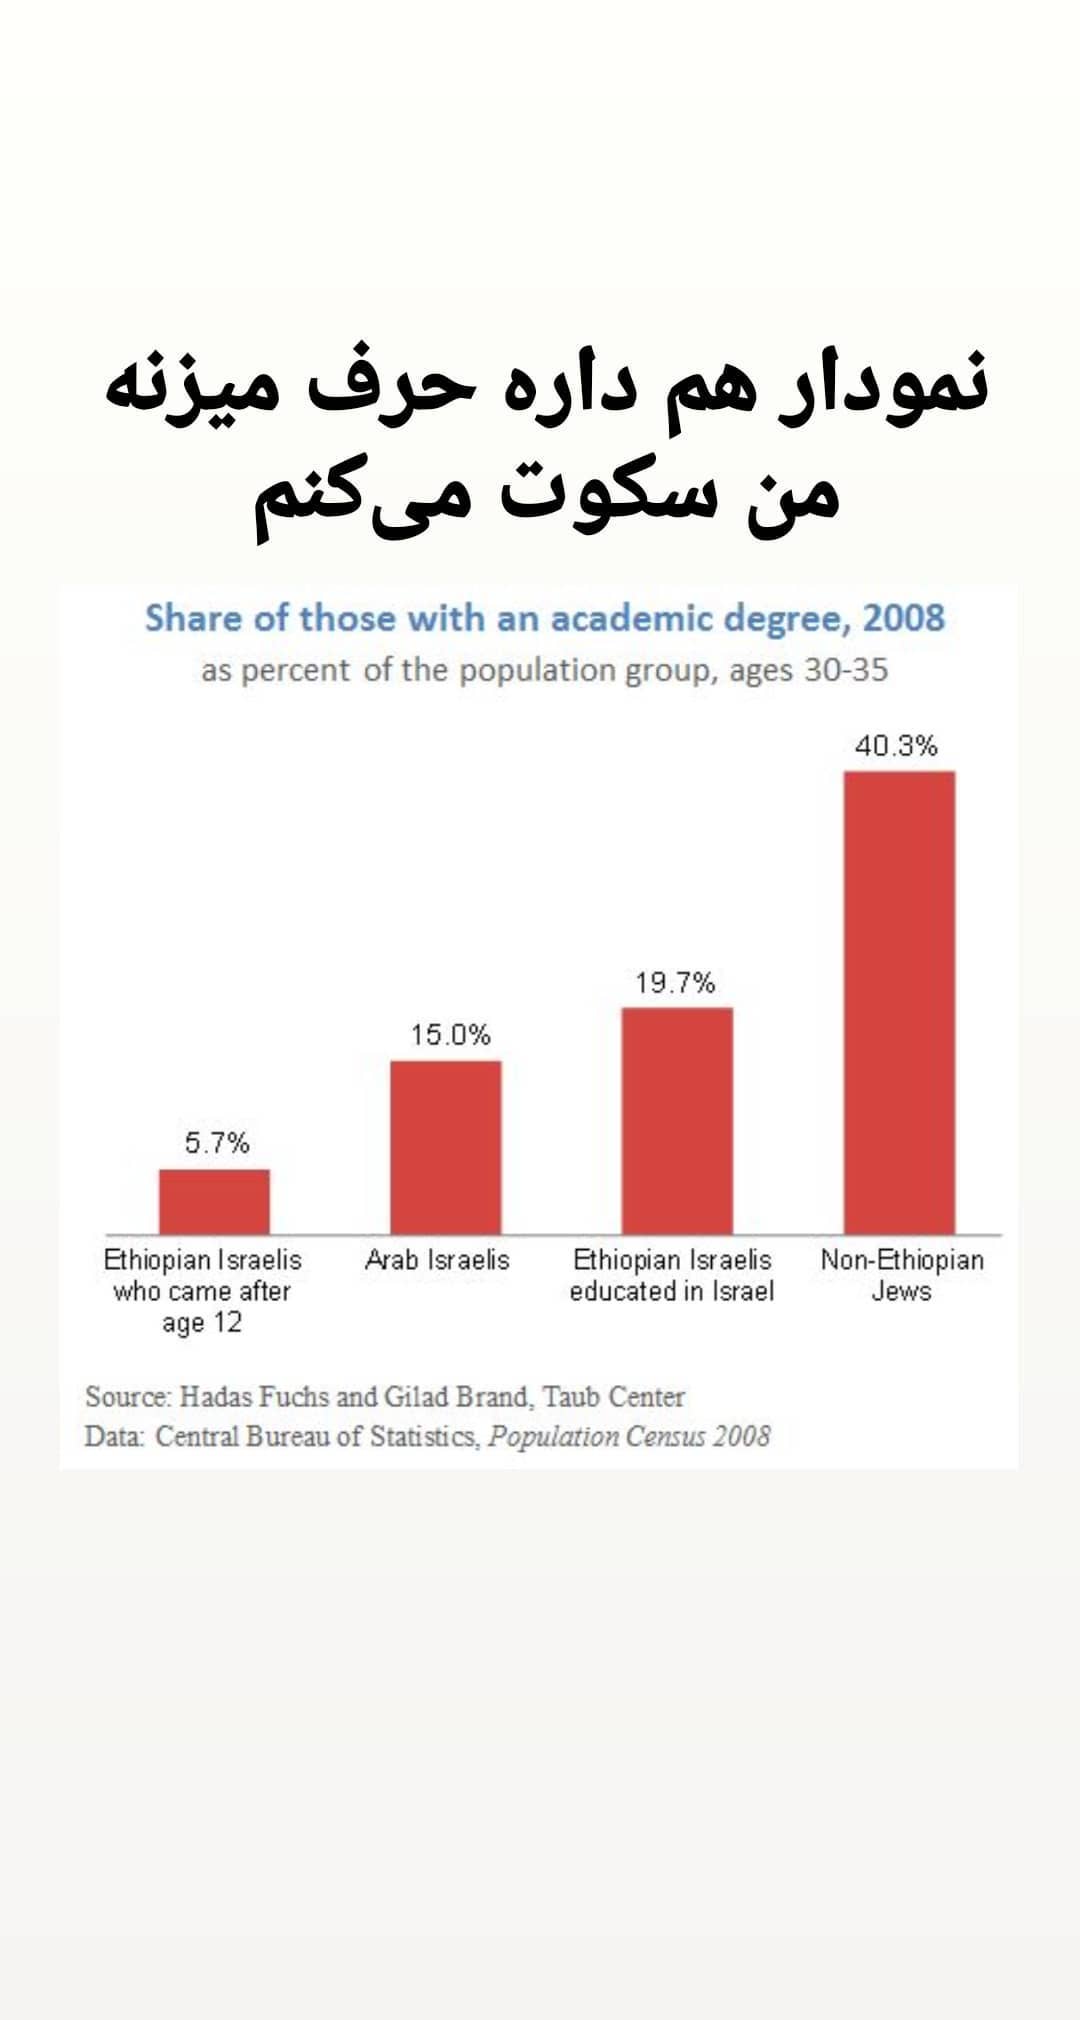 نمودار هم داره حرف میزنه
من سکوت می‌کنم
Share of those with an academic degree, 2008
as percent of the population group, ages 30-35
40.3%
19.7%
15.0%
5.7%
Ethiopian Israelis who came after age 12
Arab Israelis
Ethiopian Israelis educated in Israel
Non-Ethiopian Jews
Source: Hadas Fuchs and Gilad Brand, Taub Center
Data: Central Bureau of Statistics, Population Census 2008